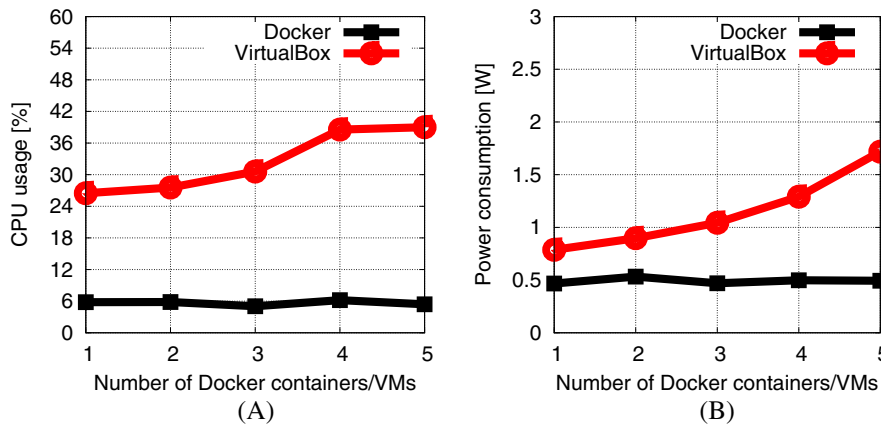 Docker
VirtualBox
CPU usage [%]
60
54
48
42
36
30
24
18
12
6
0
1 2 3 4 5
Number of Docker containers/VMs
(A)
Docker
VirtualBox
Power consumption [W]
3
2.5
2
1.5
1
0.5
0
1 2 3 4 5
Number of Docker containers/VMs
(B)